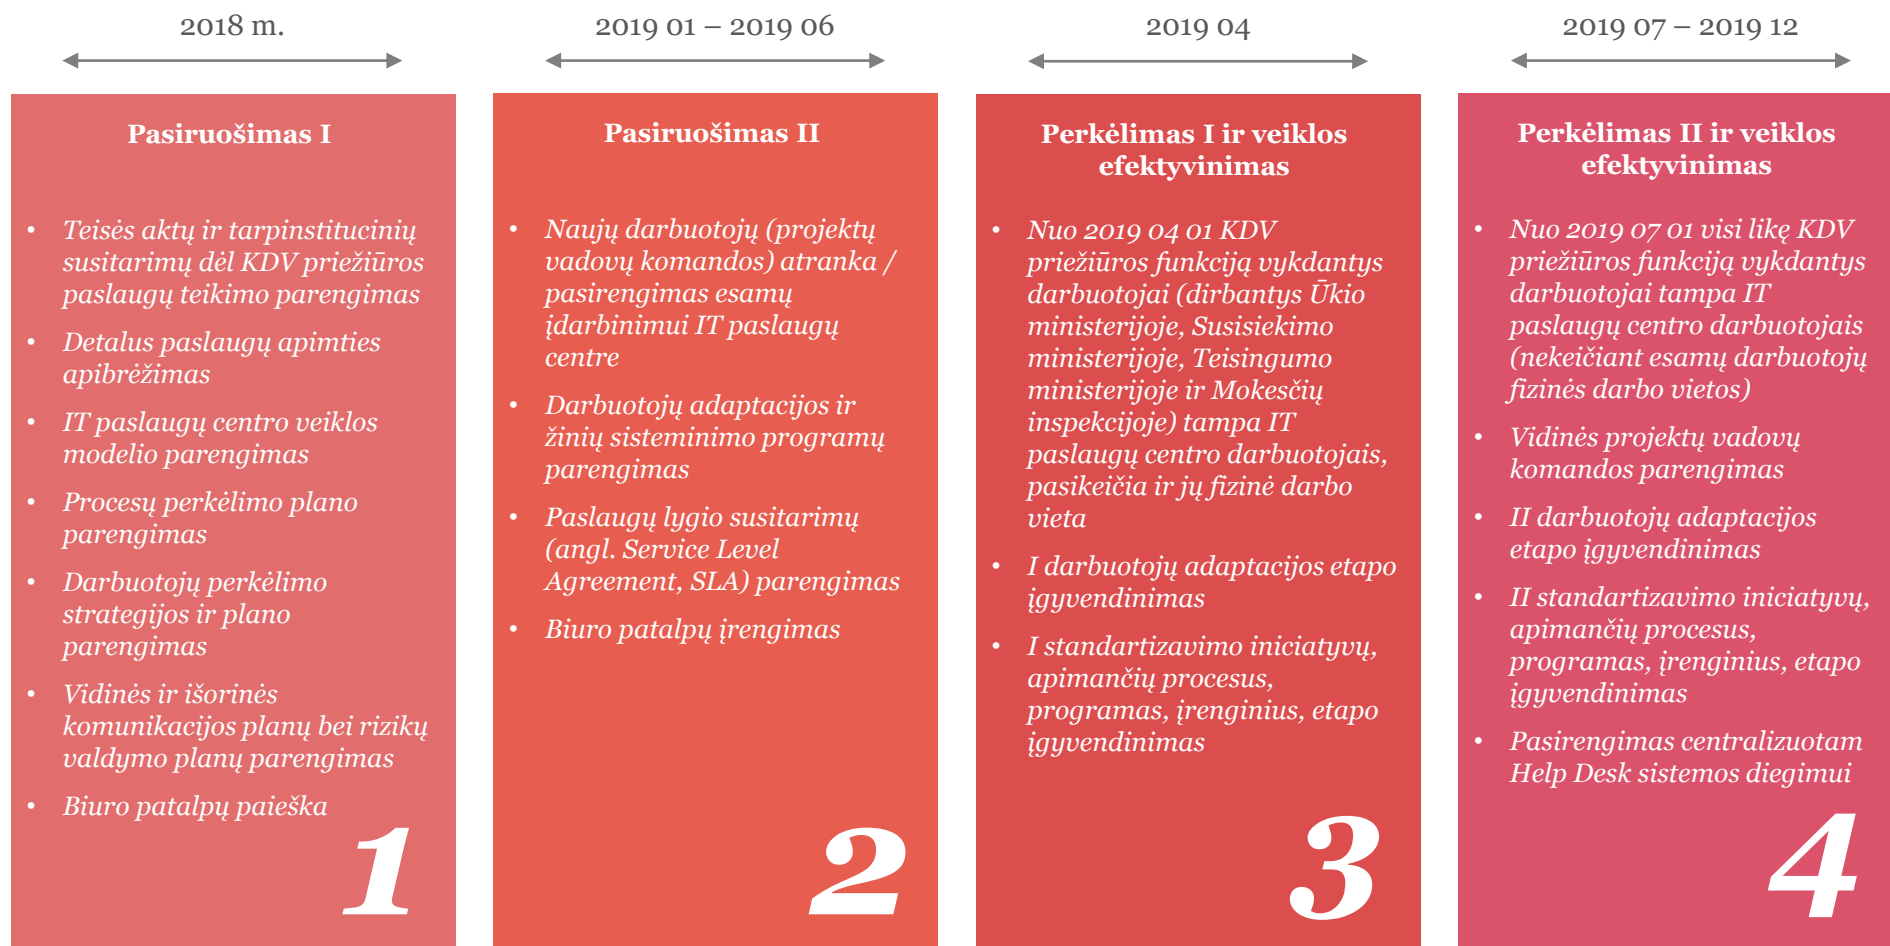 2018 m.
Pasiruošimas I
• Teisės aktų ir tarpinstitucinių
susitarimų dėl KDV priežiūros
paslaugų teikimo parengimas
• Detalus paslaugų apimties
apibrėžimas
• IT paslaugų centro veiklos
modelio parengimas
• Procesų perkėlimo plano
parengimas
• Darbuotojų perkėlimo
strategijos ir plano
parengimas
• Vidinės ir išorinės
komunikacijos planų bei rizikų
valdymo planų parengimas
• Biuro patalpų paieška
1
2019 01 – 2019 06
Pasiruošimas II
• Naujų darbuotojų (projektų
vadovų komandos) atranka /
pasirengimas esamų
įdarbinimui IT paslaugų
centre
• Darbuotojų adaptacijos ir
žinių sisteminimo programų
parengimas
• Paslaugų lygio susitarimų
(angl. Service Level
Agreement, SLA) parengimas
• Biuro patalpų įrengimas
2
2019 04
Perkėlimas I ir veiklos
efektyvinimas
• Nuo 2019 04 01 KDV
priežiūros funkciją vykdantys
darbuotojai (dirbantys Ūkio
ministerijoje, Susisiekimo
ministerijoje, Teisingumo
ministerijoje ir Mokesčių
inspekcijoje) tampa IT
paslaugų centro darbuotojais,
pasikeičia ir jų fizinė darbo
vieta
• I darbuotojų adaptacijos etapo
įgyvendinimas
• I standartizavimo iniciatyvų,
apimančių procesus,
programas, įrenginius, etapo
įgyvendinimas
3
2019 07 – 2019 12
Perkėlimas II ir veiklos
efektyvinimas
• Nuo 2019 07 01 visi likę KDV
priežiūros funkciją vykdantys
darbuotojai tampa IT
paslaugų centro darbuotojais
(nekeičiant esamų darbuotojų
fizinės darbo vietos)
• Vidinės projektų vadovų
komandos parengimas
• II darbuotojų adaptacijos
etapo įgyvendinimas
• II standartizavimo iniciatyvų,
apimančių procesus,
programas, įrenginius, etapo
įgyvendinimas
• Pasirengimas centralizuotam
Help Desk sistemos diegimui
4